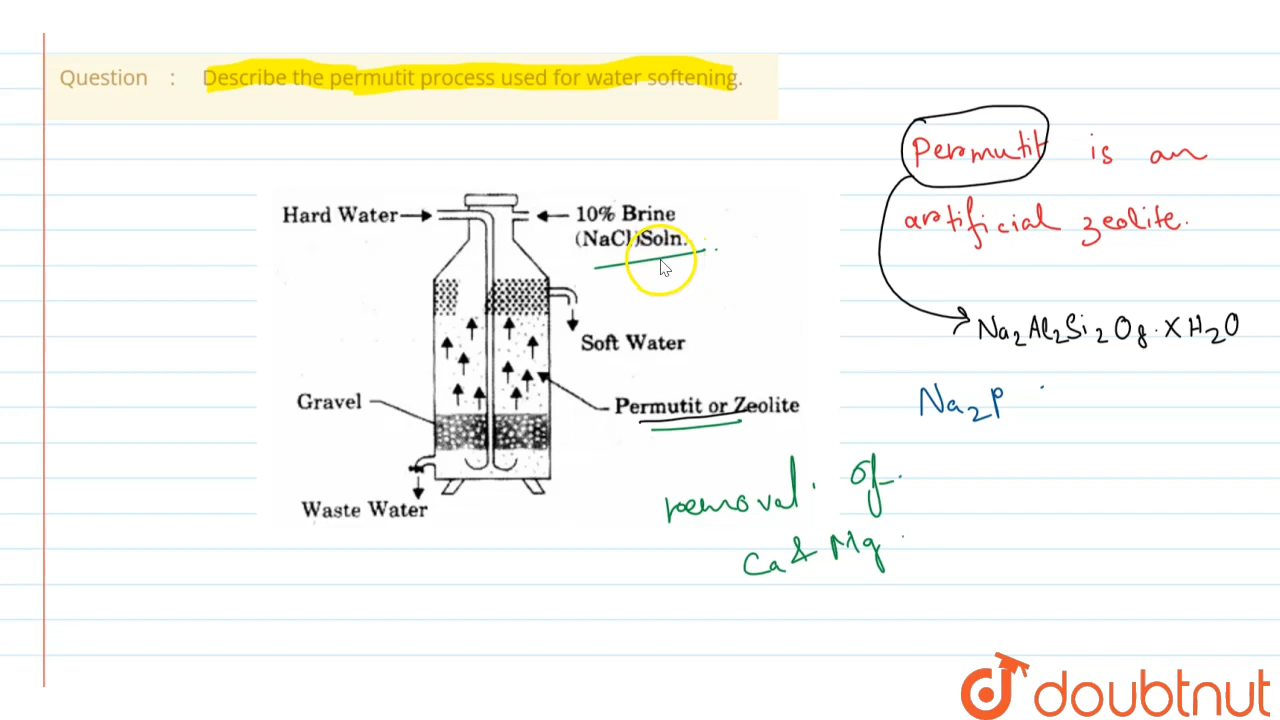 Question : Describe the permutit process used for water softening.
Permutit is an
artificial zeolite.
Hard Water
10% Brine
(NaCl)Soln.
Na2Al2Si2O8.XH2O
Soft Water
Gravel
Permutit or Zeolite
Na2P
removal of
Ca & Mg
Waste Water
doubtnut